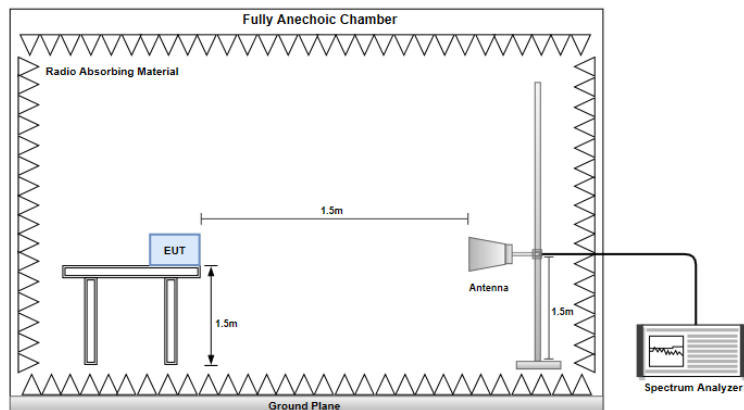 Fully Anechoic Chamber
Radio Absorbing Material
1.5m
EUT
Antenna
1.5m
1.5m
Spectrum Analyzer
Ground Plane